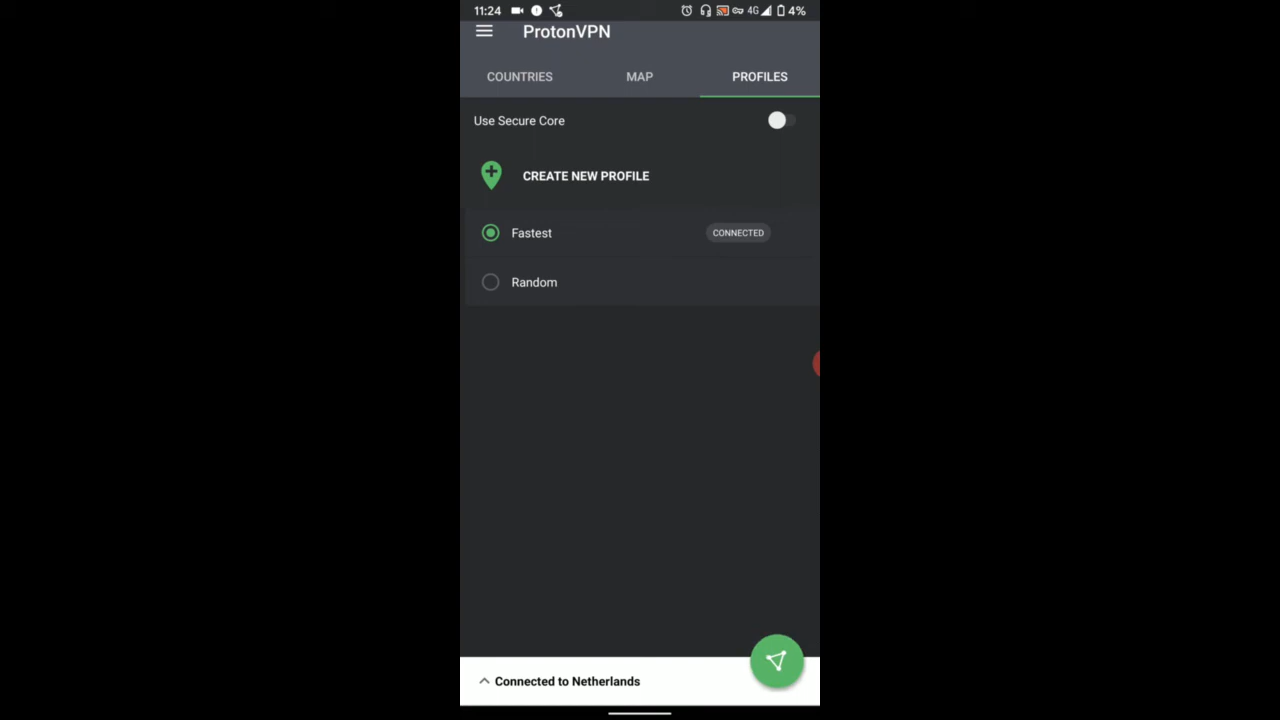 11:24 4G 4%
ProtonVPN
COUNTRIES MAP PROFILES
Use Secure Core
CREATE NEW PROFILE
Fastest CONNECTED
Random
Connected to Netherlands